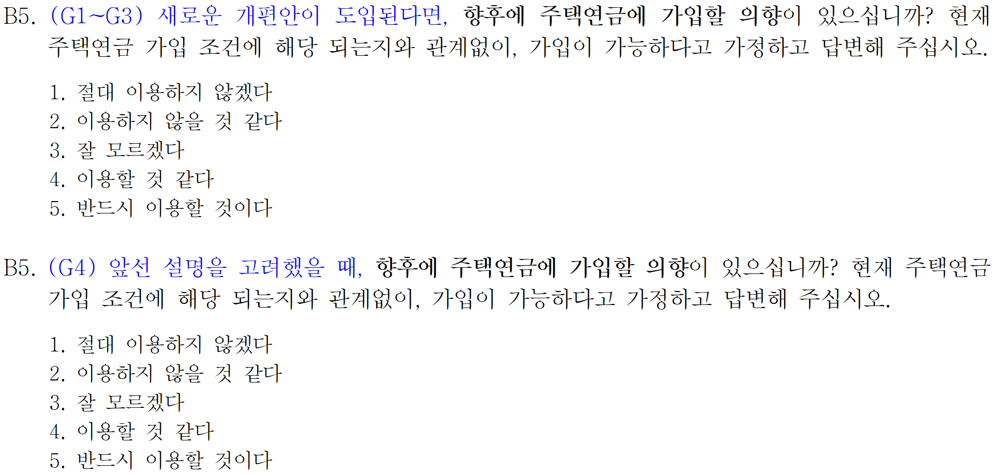 B5. (G1~G3) 새로운 개편안이 도입된다면, 향후에 주택연금에 가입할 의향이 있으십니까? 현재
주택연금 가입 조건에 해당 되는지와 관계없이, 가입이 가능하다고 가정하고 답변해 주십시오.
1. 절대 이용하지 않겠다
2. 이용하지 않을 것 같다
3. 잘 모르겠다
4. 이용할 것 같다
5. 반드시 이용할 것이다
B5. (G4) 앞선 설명을 고려했을 때, 향후에 주택연금에 가입할 의향이 있으십니까? 현재 주택연금
가입 조건에 해당 되는지와 관계없이, 가입이 가능하다고 가정하고 답변해 주십시오.
1. 절대 이용하지 않겠다
2. 이용하지 않을 것 같다
3. 잘 모르겠다
4. 이용할 것 같다
5. 반드시 이용할 것이다